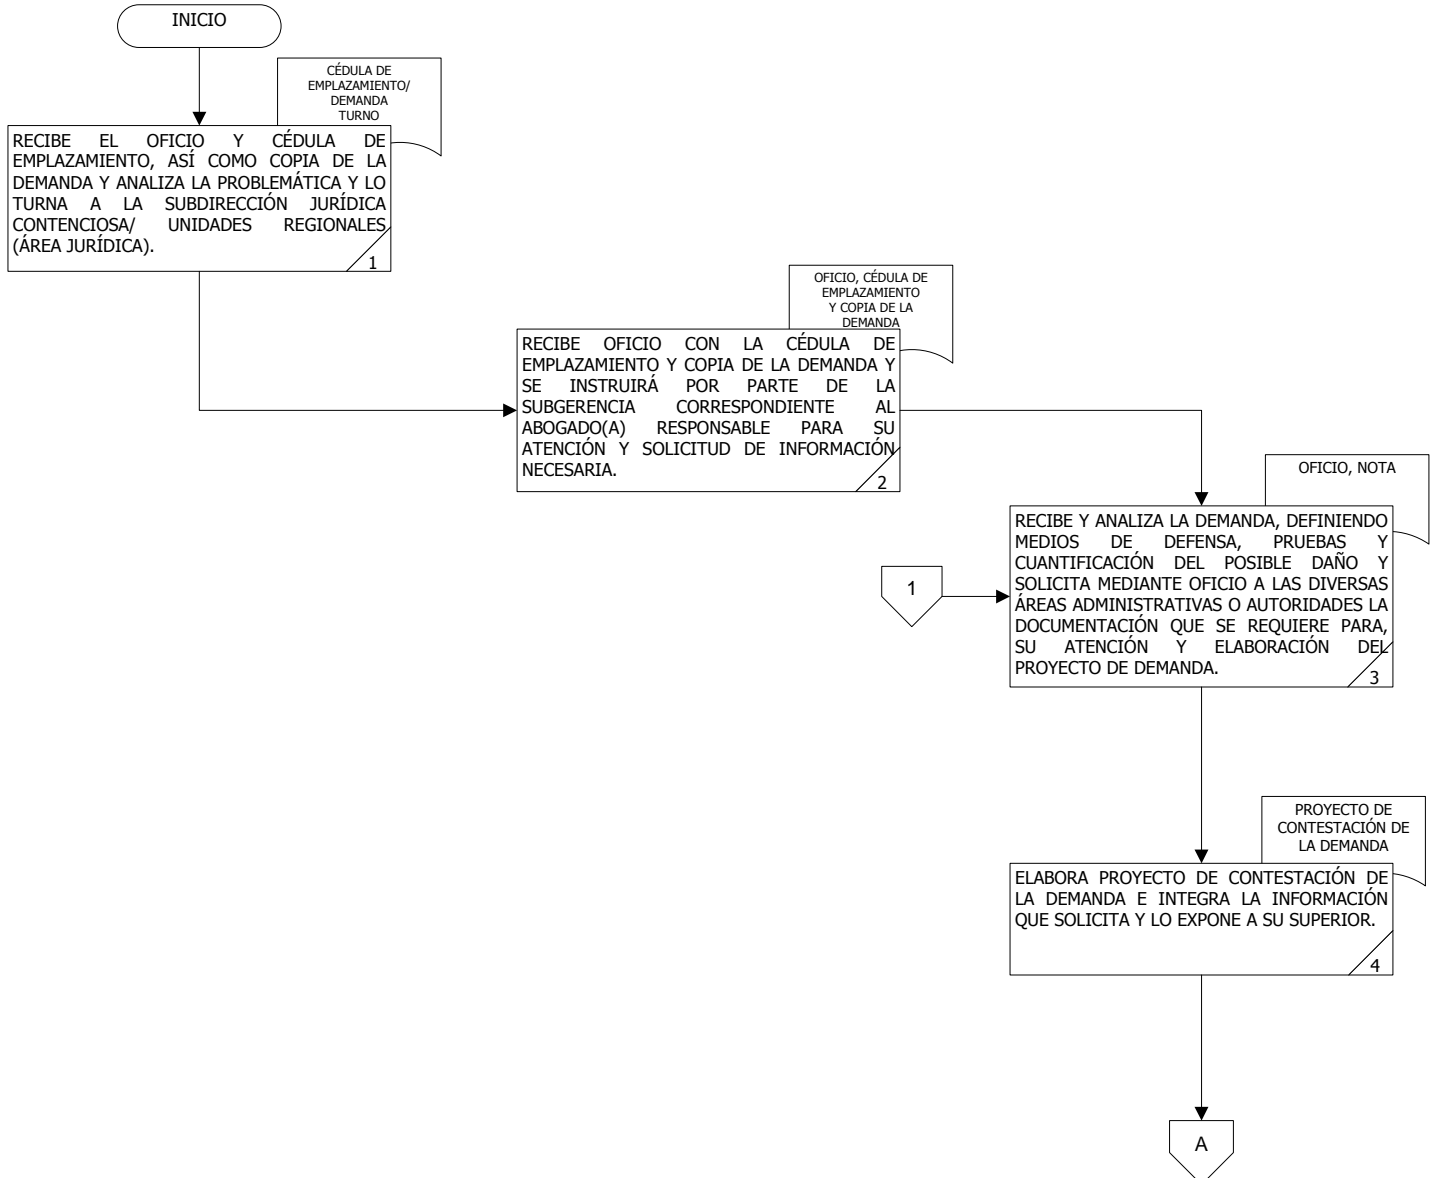 INICIO
CÉDULA DE
EMPLAZAMIENTO/
DEMANDA
TURNO
RECIBE EL OFICIO Y CÉDULA DE
EMPLAZAMIENTO, ASÍ COMO COPIA DE LA
DEMANDA Y ANALIZA LA PROBLEMÁTICA Y LO
TURNA A LA SUBDIRECCIÓN JURÍDICA
CONTENCIOSA/ UNIDADES REGIONALES
(ÁREA JURÍDICA).
1
OFICIO, CÉDULA DE
EMPLAZAMIENTO
Y COPIA DE LA
DEMANDA
RECIBE OFICIO CON LA CÉDULA DE
EMPLAZAMIENTO Y COPIA DE LA DEMANDA Y
SE INSTRUIRÁ POR PARTE DE LA
SUBGERENCIA CORRESPONDIENTE AL
ABOGADO(A) RESPONSABLE PARA SU
ATENCIÓN Y SOLICITUD DE INFORMACIÓN
NECESARIA.
2
OFICIO, NOTA
1
RECIBE Y ANALIZA LA DEMANDA, DEFINIENDO
MEDIOS DE DEFENSA, PRUEBAS Y
CUANTIFICACIÓN DEL POSIBLE DAÑO Y
SOLICITA MEDIANTE OFICIO A LAS DIVERSAS
ÁREAS ADMINISTRATIVAS O AUTORIDADES LA
DOCUMENTACIÓN QUE SE REQUIERE PARA,
SU ATENCIÓN Y ELABORACIÓN DEL
PROYECTO DE DEMANDA.
3
PROYECTO DE
CONTESTACIÓN DE
LA DEMANDA
ELABORA PROYECTO DE CONTESTACIÓN DE
LA DEMANDA E INTEGRA LA INFORMACIÓN
QUE SOLICITA Y LO EXPONE A SU SUPERIOR.
4
A